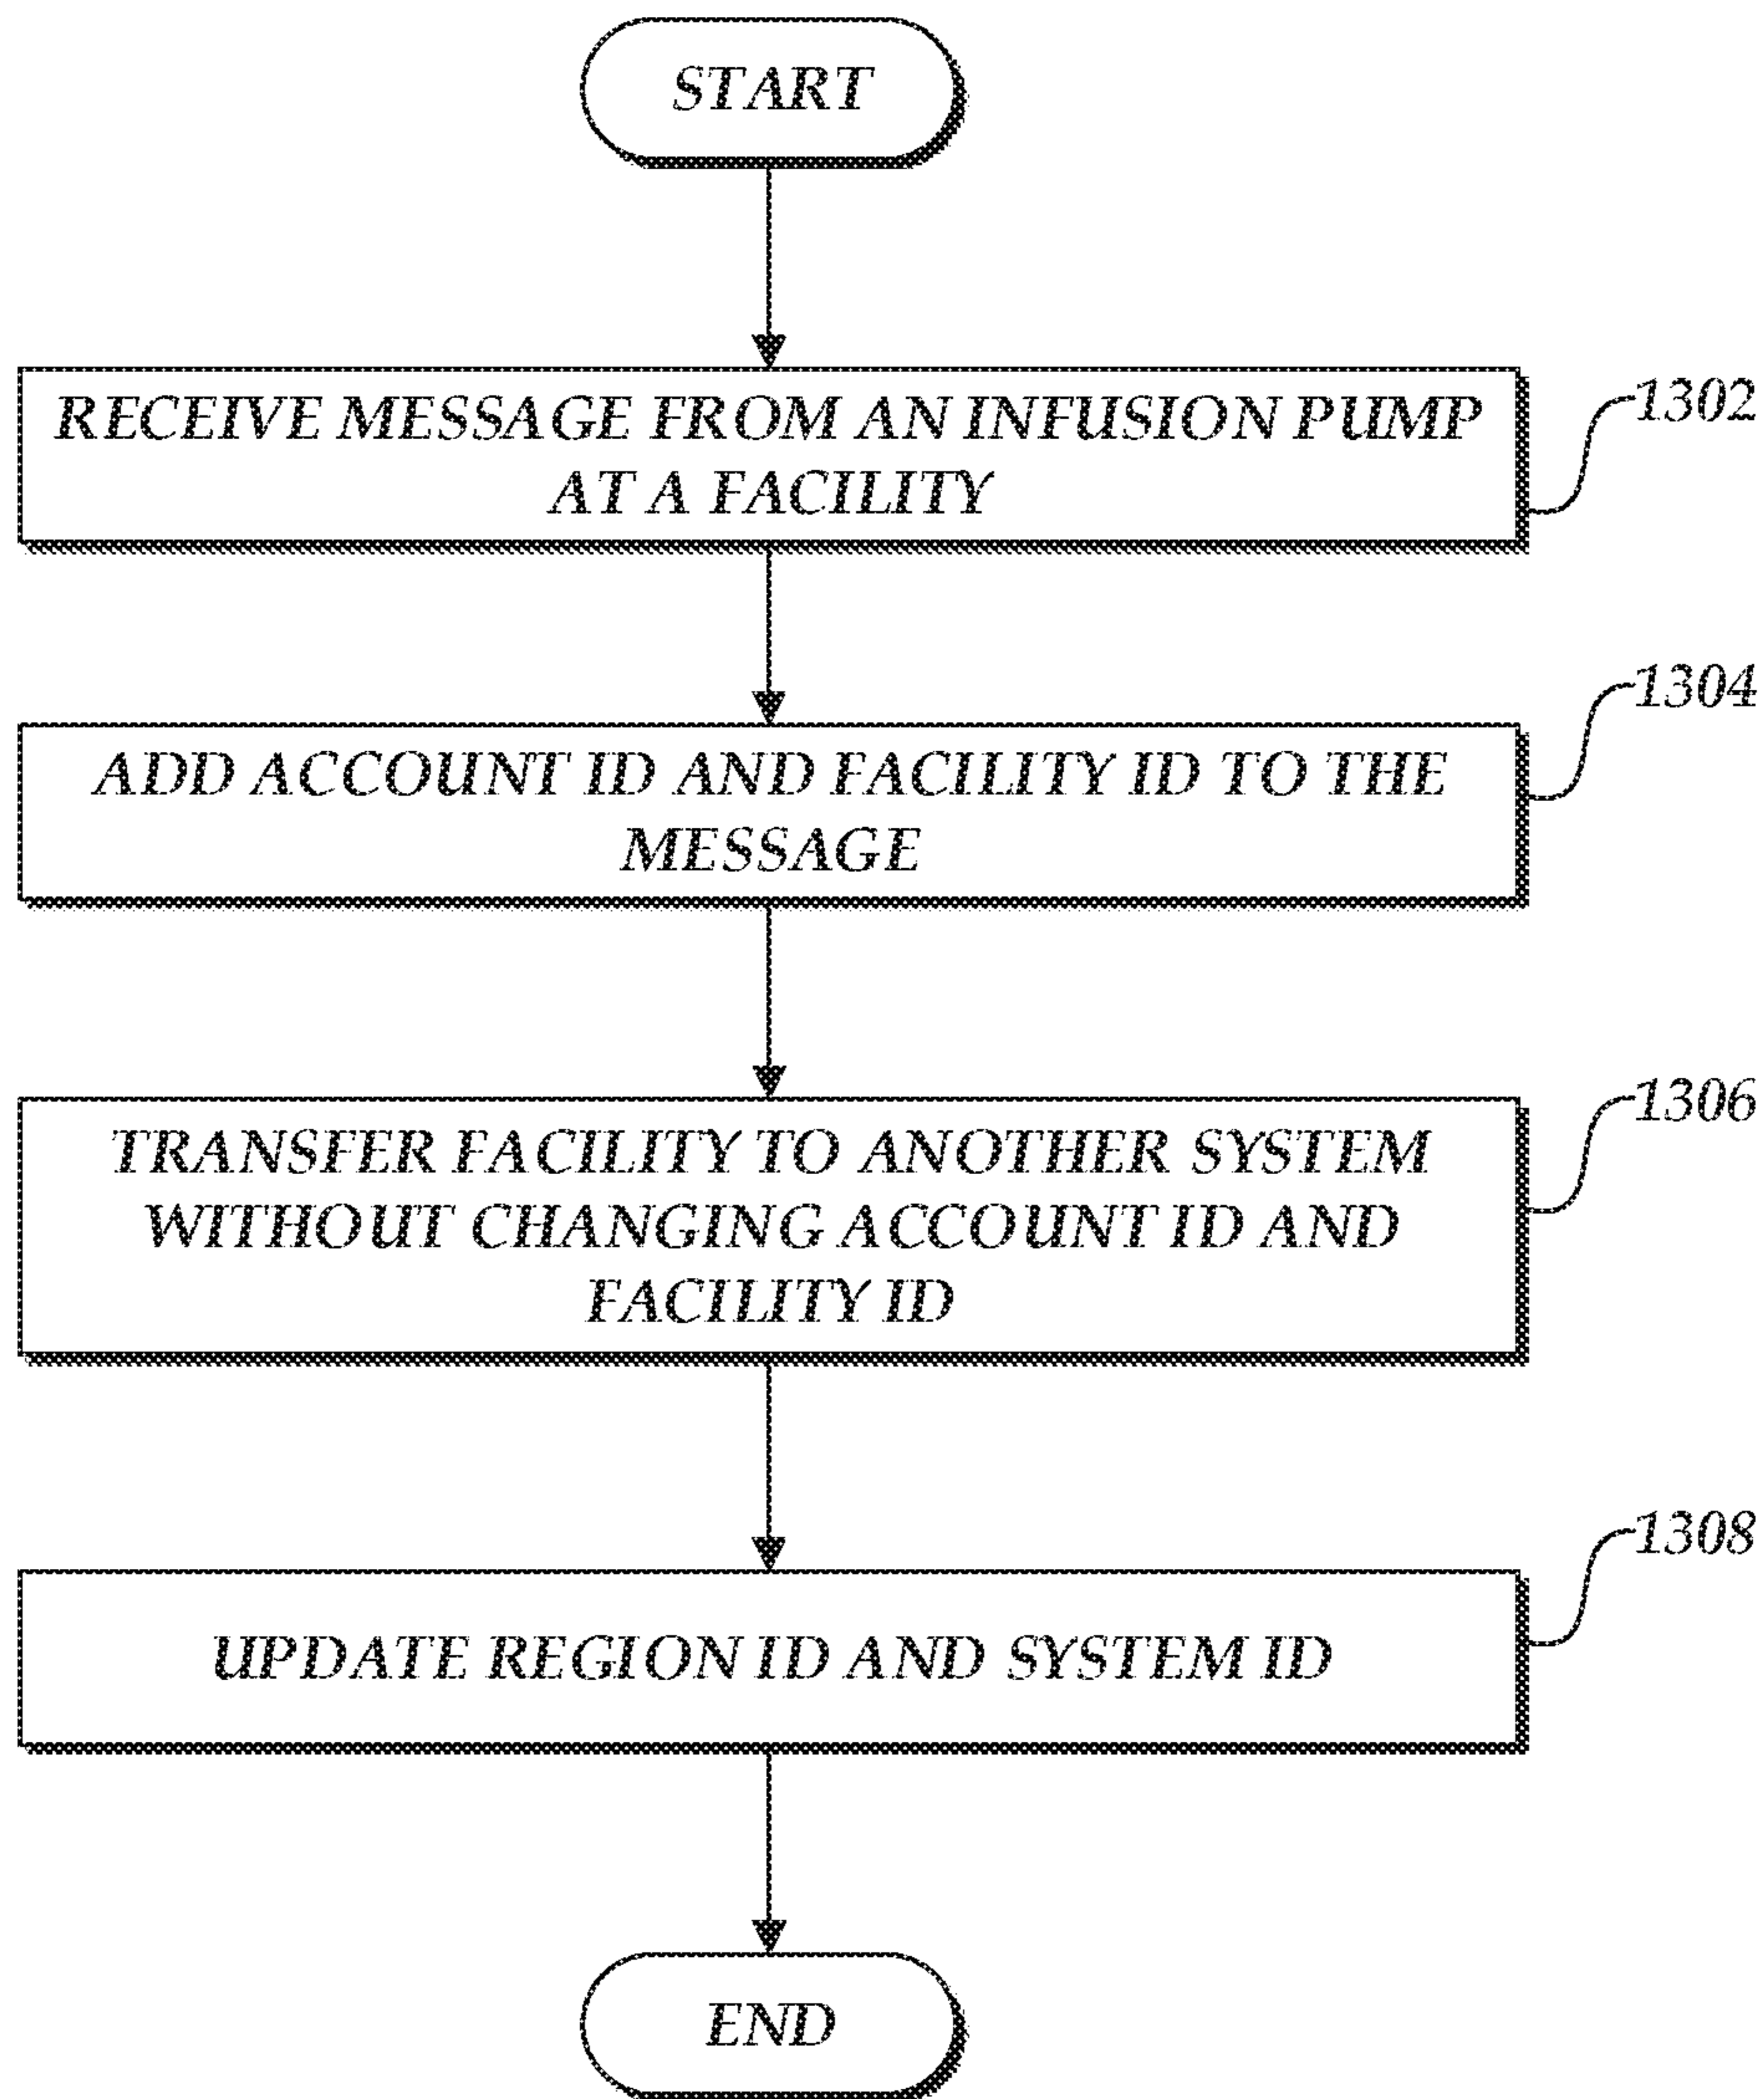 START
RECEIVE MESSAGE FROM AN INFUSION PUMP
AT A FACILITY
1302
ADD ACCOUNT ID AND FACILITY ID TO THE
MESSAGE
1304
TRANSFER FACILITY TO ANOTHER SYSTEM
WITHOUT CHANGING ACCOUNT ID AND
FACILITY ID
1306
UPDATE REGION ID AND SYSTEM ID
1308
END